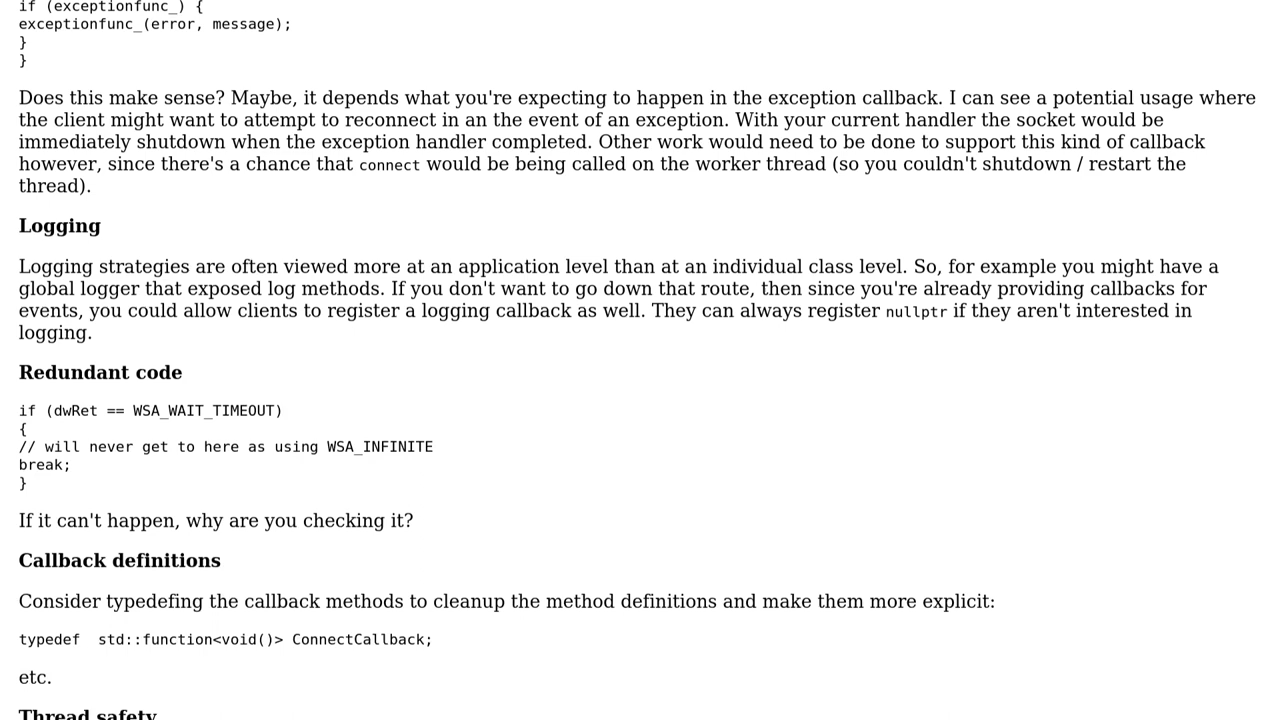 if (exceptionfunc_) {
exceptionfunc_(error, message);
}
}
Does this make sense? Maybe, it depends what you're expecting to happen in the exception callback. I can see a potential usage where
the client might want to attempt to reconnect in an the event of an exception. With your current handler the socket would be
immediately shutdown when the exception handler completed. Other work would need to be done to support this kind of callback
however, since there's a chance that connect would be being called on the worker thread (so you couldn't shutdown / restart the
thread).
Logging
Logging strategies are often viewed more at an application level than at an individual class level. So, for example you might have a
global logger that exposed log methods. If you don't want to go down that route, then since you're already providing callbacks for
events, you could allow clients to register a logging callback as well. They can always register nullptr if they aren't interested in
logging.
Redundant code
if (dwRet == WSA_WAIT_TIMEOUT)
{
// will never get to here as using WSA_INFINITE
break;
}
If it can't happen, why are you checking it?
Callback definitions
Consider typedefing the callback methods to cleanup the method definitions and make them more explicit:
typedef  std::function<void()> ConnectCallback;
etc.
Thread safety